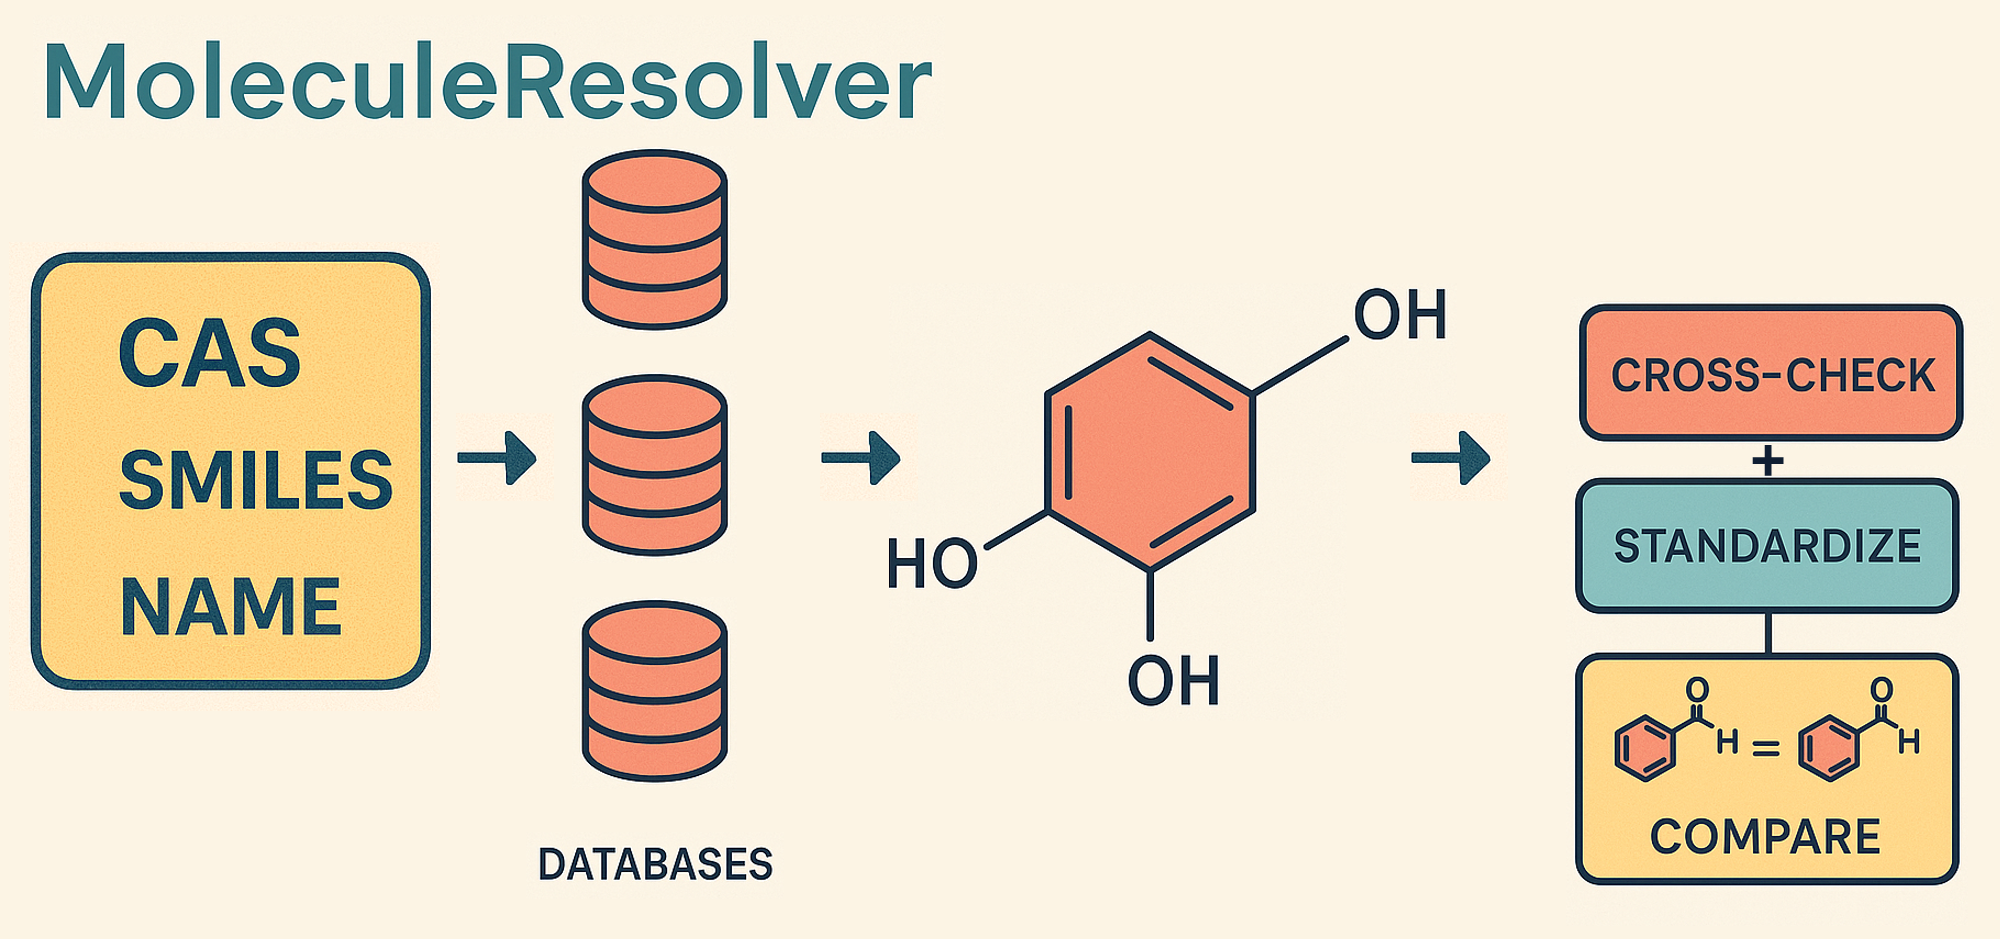 MoleculeResolver
CAS
SMILES
NAME
DATABASES
OH
HO
OH
CROSS-CHECK
+
STANDARDIZE
O
H
=
O
H
COMPARE